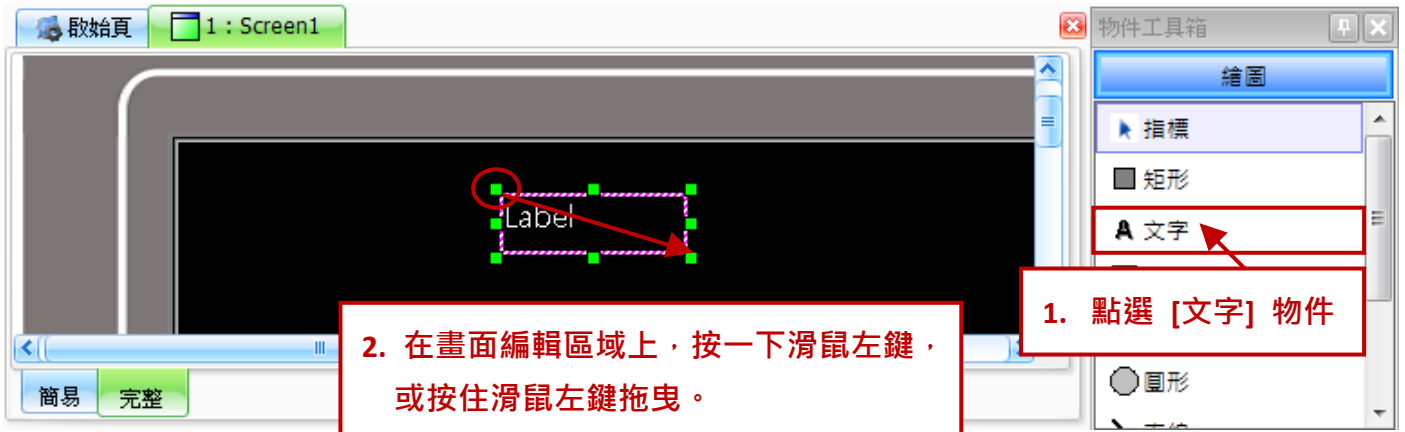 啟始頁
1 : Screen1
物件工具箱
繪圖
指標
矩形
Label
A 文字
1. 點選 [文字] 物件
2. 在畫面編輯區域上，按一下滑鼠左鍵，
或按住滑鼠左鍵拖曳。
圓形
簡易
完整